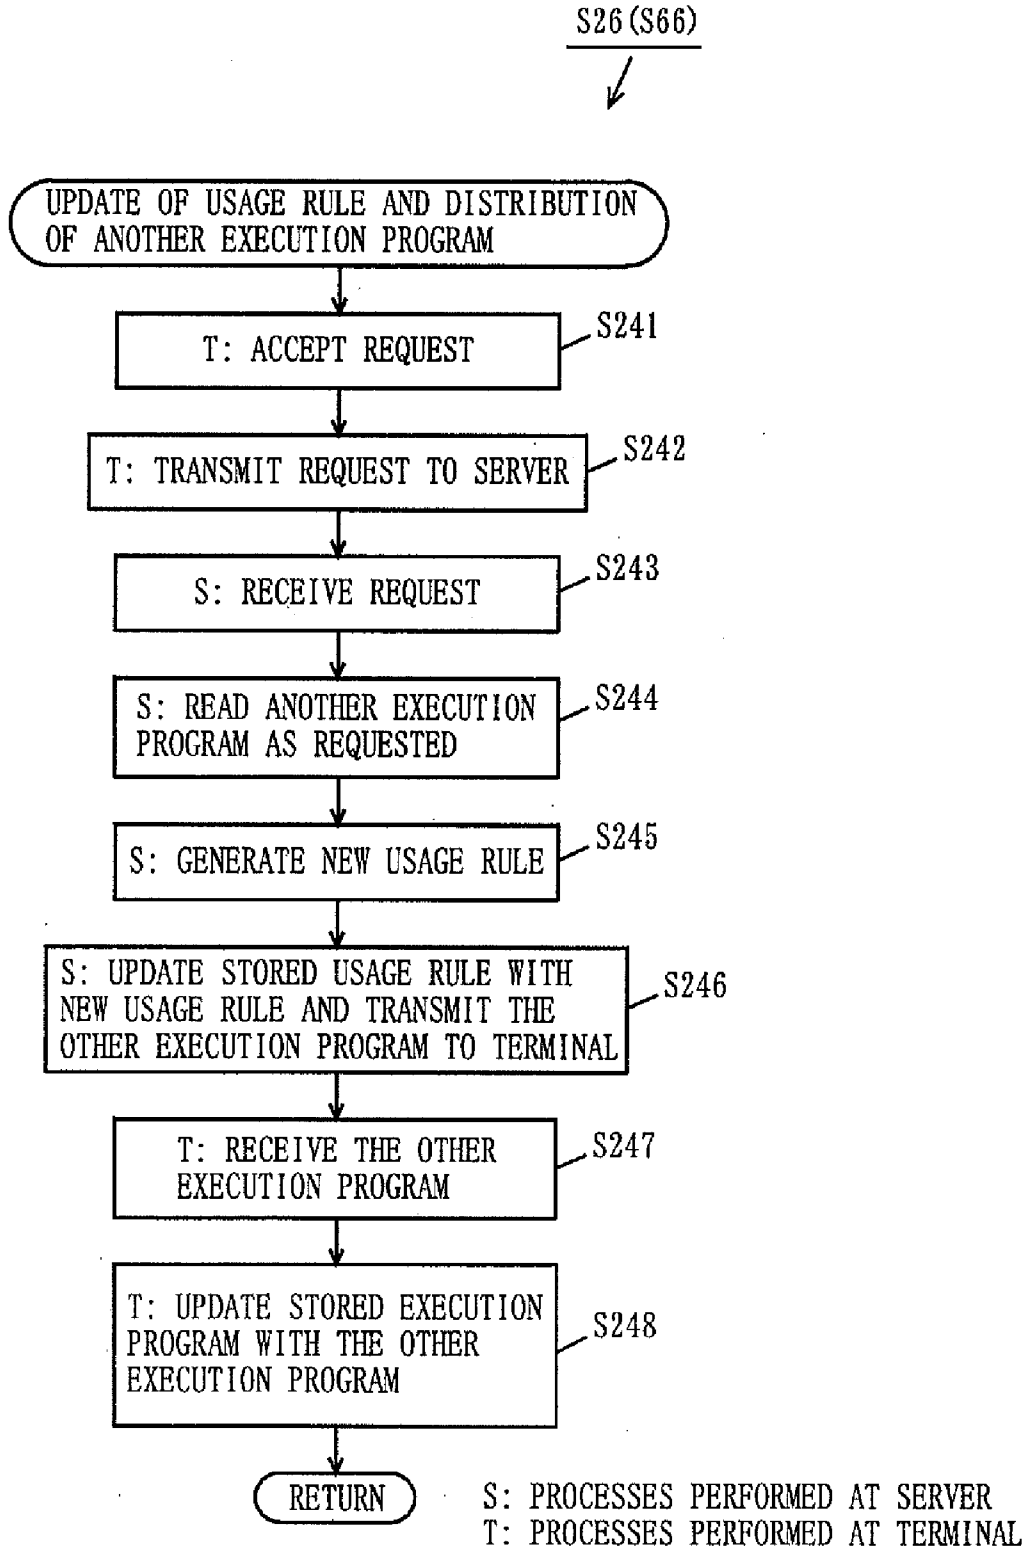 S26(S66)
UPDATE OF USAGE RULE AND DISTRIBUTION
OF ANOTHER EXECUTION PROGRAM
T: ACCEPT REQUEST
S241
T: TRANSMIT REQUEST TO SERVER
S242
S: RECEIVE REQUEST
S243
S: READ ANOTHER EXECUTION
PROGRAM AS REQUESTED
S244
S: GENERATE NEW USAGE RULE
S245
S: UPDATE STORED USAGE RULE WITH
NEW USAGE RULE AND TRANSMIT THE
OTHER EXECUTION PROGRAM TO TERMINAL
S246
T: RECEIVE THE OTHER
EXECUTION PROGRAM
S247
T: UPDATE STORED EXECUTION
PROGRAM WITH THE OTHER
EXECUTION PROGRAM
S248
RETURN
S: PROCESSES PERFORMED AT SERVER
T: PROCESSES PERFORMED AT TERMINAL